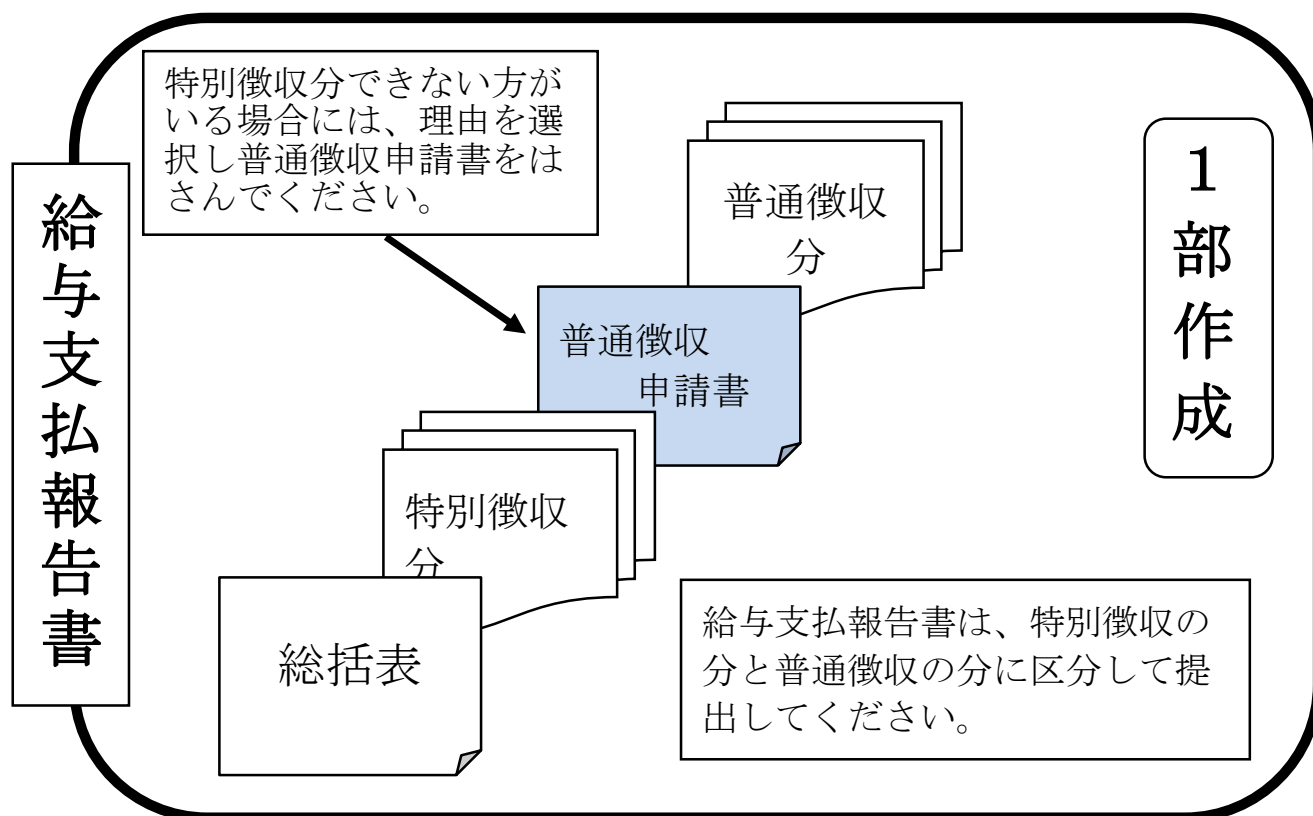 給与支払報告書
特別徴収分できない方が
いる場合には、理由を選
択し普通徴収申請書をは
さんでください。
普通徴収
分
1部作成
普通徴収
申請書
特別徴収
分
総括表
給与支払報告書は、特別徴収の
分と普通徴収の分に区分して提
出してください。